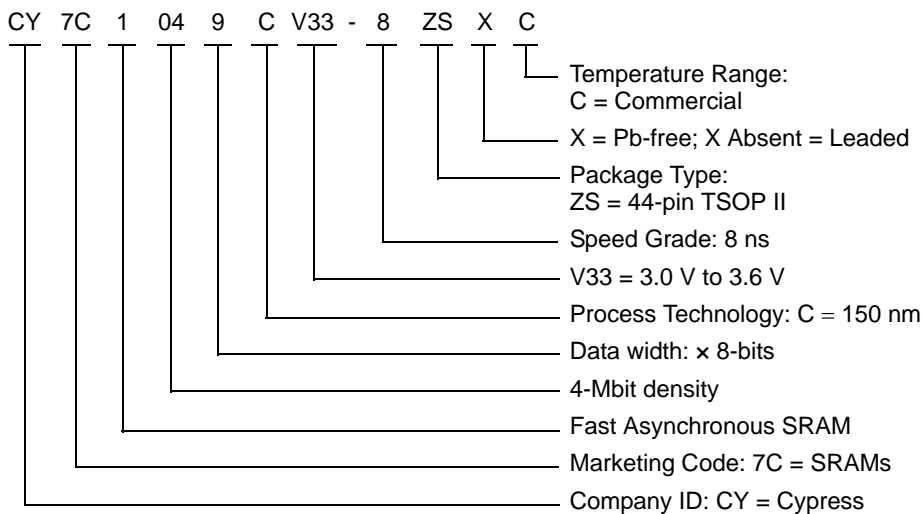 CY 7C 1 04 9 C V33 - 8 ZS X C
Temperature Range:
C = Commercial
X = Pb-free; X Absent = Leaded
Package Type:
ZS = 44-pin TSOP II
Speed Grade: 8 ns
V33 = 3.0 V to 3.6 V
Process Technology: C = 150 nm
Data width: × 8-bits
4-Mbit density
Fast Asynchronous SRAM
Marketing Code: 7C = SRAMs
Company ID: CY = Cypress